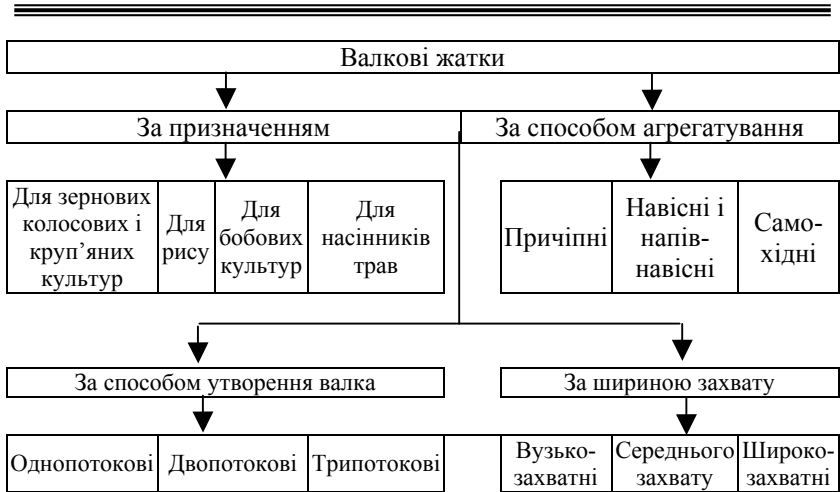 Валкові жатки
За призначенням
За способом агрегатування
Для зернових
колосових і
круп’яних
культур
Для
рису
Для
бобових
культур
Для
насінників
трав
Причіпні
Навісні і
напів-
навісні
Само-
хідні
За способом утворення валка
За шириною захвату
Однопотокові
Двопотокові
Трипотокові
Вузько-
захватні
Середнього
захвату
Широко-
захватні